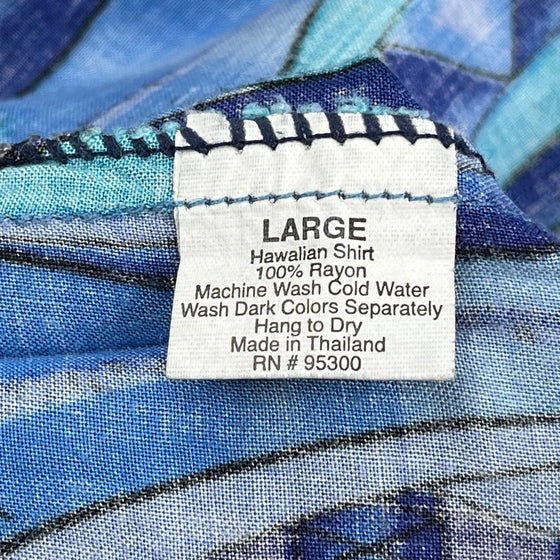 LARGE
Hawaiian Shirt
100% Rayon
Machine Wash Cold Water
Wash Dark Colors Separately
Hang to Dry
Made in Thailand
RN # 95300